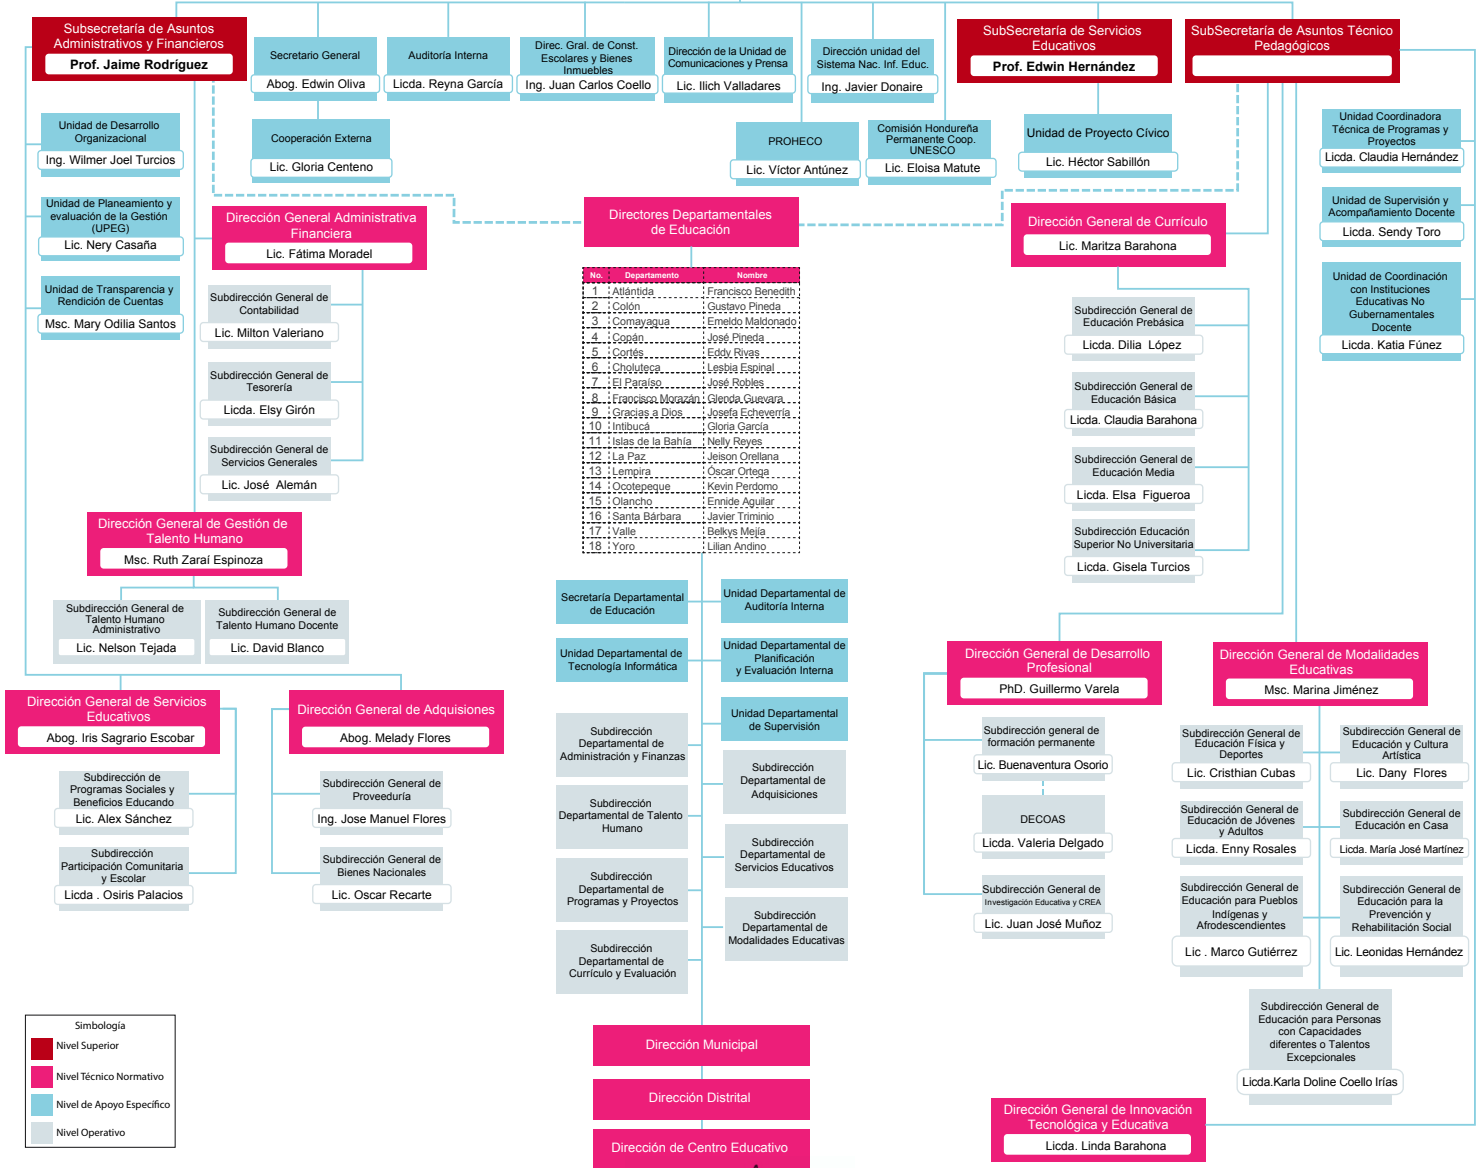 Subsecretaría de Asuntos
Administrativos y Financieros
Prof. Jaime Rodríguez
Secretario General
Abog. Edwin Oliva
Auditoría Interna
Licda. Reyna García
Direc. Gral. de Const.
Escolares y Bienes
Inmuebles
Ing. Juan Carlos Coello
Dirección de la Unidad de
Comunicaciones y Prensa
Lic. Ilich Valladares
Dirección unidad del
Sistema Nac. Inf. Educ.
Ing. Javier Donaire
SubSecretaría de Servicios
Educativos
Prof. Edwin Hernández
SubSecretaría de Asuntos Técnico
Pedagógicos
Unidad de Desarrollo
Organizacional
Ing. Wilmer Joel Turcios
Cooperación Externa
Lic. Gloria Centeno
PROHECO
Lic. Víctor Antúnez
Comisión Hondureña
Permanente Coop.
UNESCO
Lic. Eloisa Matute
Unidad de Proyecto Cívico
Lic. Héctor Sabillón
Unidad Coordinadora
Técnica de Programas y
Proyectos
Licda. Claudia Hernández
Unidad de Planeamiento y
evaluación de la Gestión
(UPEG)
Lic. Nery Casaña
Dirección General Administrativa
Financiera
Lic. Fátima Moradel
Directores Departamentales
de Educación
Dirección General de Currículo
Lic. Maritza Barahona
Unidad de Supervisión y
Acompañamiento Docente
Licda. Sendy Toro
Unidad de Transparencia y
Rendición de Cuentas
Msc. Mary Odilia Santos
Unidad de Coordinación
con Instituciones
Educativas No
Gubernamentales
Docente
Licda. Katia Fúnez
No. Departamento Nombre
1 Atlántida Francisco Benedith
2 Colón Gustavo Pineda
3 Comayagua Emeldo Maldonado
4 Copán José Pineda
5 Cortés Eddy Rivas
6 Choluteca Lesbia Espinal
7 El Paraíso José Robles
8 Francisco Morazán Glenda Guevara
9 Gracias a Dios Josefa Echeverría
10 Intibucá Gloria García
11 Islas de la Bahía Nelly Reyes
12 La Paz Jeison Orellana
13 Lempira Óscar Ortega
14 Ocotepeque Kevin Perdomo
15 Olancho Ennide Aguilar
16 Santa Bárbara Javier Triminio
17 Valle Belkys Mejía
18 Yoro Lilian Andino
Subdirección General de
Contabilidad
Lic. Milton Valeriano
Subdirección General de
Tesorería
Licda. Elsy Girón
Subdirección General de
Servicios Generales
Lic. José Alemán
Subdirección General de
Educación Prebásica
Licda. Dilia López
Subdirección General de
Educación Básica
Licda. Claudia Barahona
Subdirección General de
Educación Media
Licda. Elsa Figueroa
Subdirección Educación
Superior No Universitaria
Licda. Gisela Turcios
Dirección General de Gestión de
Talento Humano
Msc. Ruth Zaraí Espinoza
Subdirección General de
Talento Humano
Administrativo
Lic. Nelson Tejada
Subdirección General de
Talento Humano Docente
Lic. David Blanco
Secretaría Departamental
de Educación
Unidad Departamental de
Auditoría Interna
Unidad Departamental de
Tecnología Informática
Unidad Departamental de
Planificación
y Evaluación Interna
Unidad Departamental
de Supervisión
Dirección General de Servicios
Educativos
Abog. Iris Sagrario Escobar
Dirección General de Adquisiones
Abog. Melady Flores
Dirección General de Desarrollo
Profesional
PhD. Guillermo Varela
Dirección General de Modalidades
Educativas
Msc. Marina Jiménez
Subdirección de
Programas Sociales y
Beneficios Educando
Lic. Alex Sánchez
Subdirección
Participación Comunitaria
y Escolar
Licda . Osiris Palacios
Subdirección General de
Proveeduría
Ing. Jose Manuel Flores
Subdirección General de
Bienes Nacionales
Lic. Oscar Recarte
Subdirección
Departamental de
Administración y Finanzas
Subdirección
Departamental de
Adquisiciones
Subdirección
Departamental de Talento
Humano
Subdirección
Departamental de
Servicios Educativos
Subdirección
Departamental de
Programas y Proyectos
Subdirección
Departamental de
Modalidades Educativas
Subdirección
Departamental de
Currículo y Evaluación
Subdirección general de
formación permanente
Lic. Buenaventura Osorio
DECOAS
Licda. Valeria Delgado
Subdirección General de
Investigación Educativa y CREA
Lic. Juan José Muñoz
Subdirección General de
Educación Física y
Deportes
Lic. Cristhian Cubas
Subdirección General de
Educación y Cultura
Artística
Lic. Dany Flores
Subdirección General de
Educación de Jóvenes
y Adultos
Licda. Enny Rosales
Subdirección General de
Educación en Casa
Licda. María José Martínez
Subdirección General de
Educación para Pueblos
Indígenas y
Afrodescendientes
Lic . Marco Gutiérrez
Subdirección General de
Educación para la
Prevención y
Rehabilitación Social
Lic. Leonidas Hernández
Subdirección General de
Educación para Personas
con Capacidades
diferentes o Talentos
Excepcionales
Licda.Karla Doline Coello Irías
Simbología
Nivel Superior
Nivel Técnico Normativo
Nivel de Apoyo Específico
Nivel Operativo
Dirección Municipal
Dirección Distrital
Dirección de Centro Educativo
Dirección General de Innovación
Tecnológica y Educativa
Licda. Linda Barahona